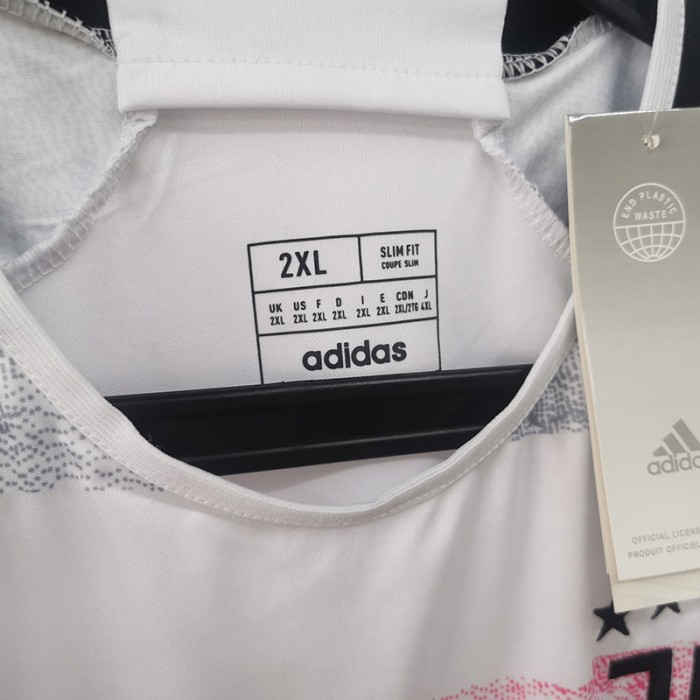 2XL
SLIM FIT
COUPE SLIM
UK US F D I E CDN J
2XL 2XL 2XL 2XL 2XL 2XL 2XL/2TG 4XL
adidas
END PLASTIC
WASTE
adidas
OFFICIAL LICENS
PRODUIT OFFICIEL